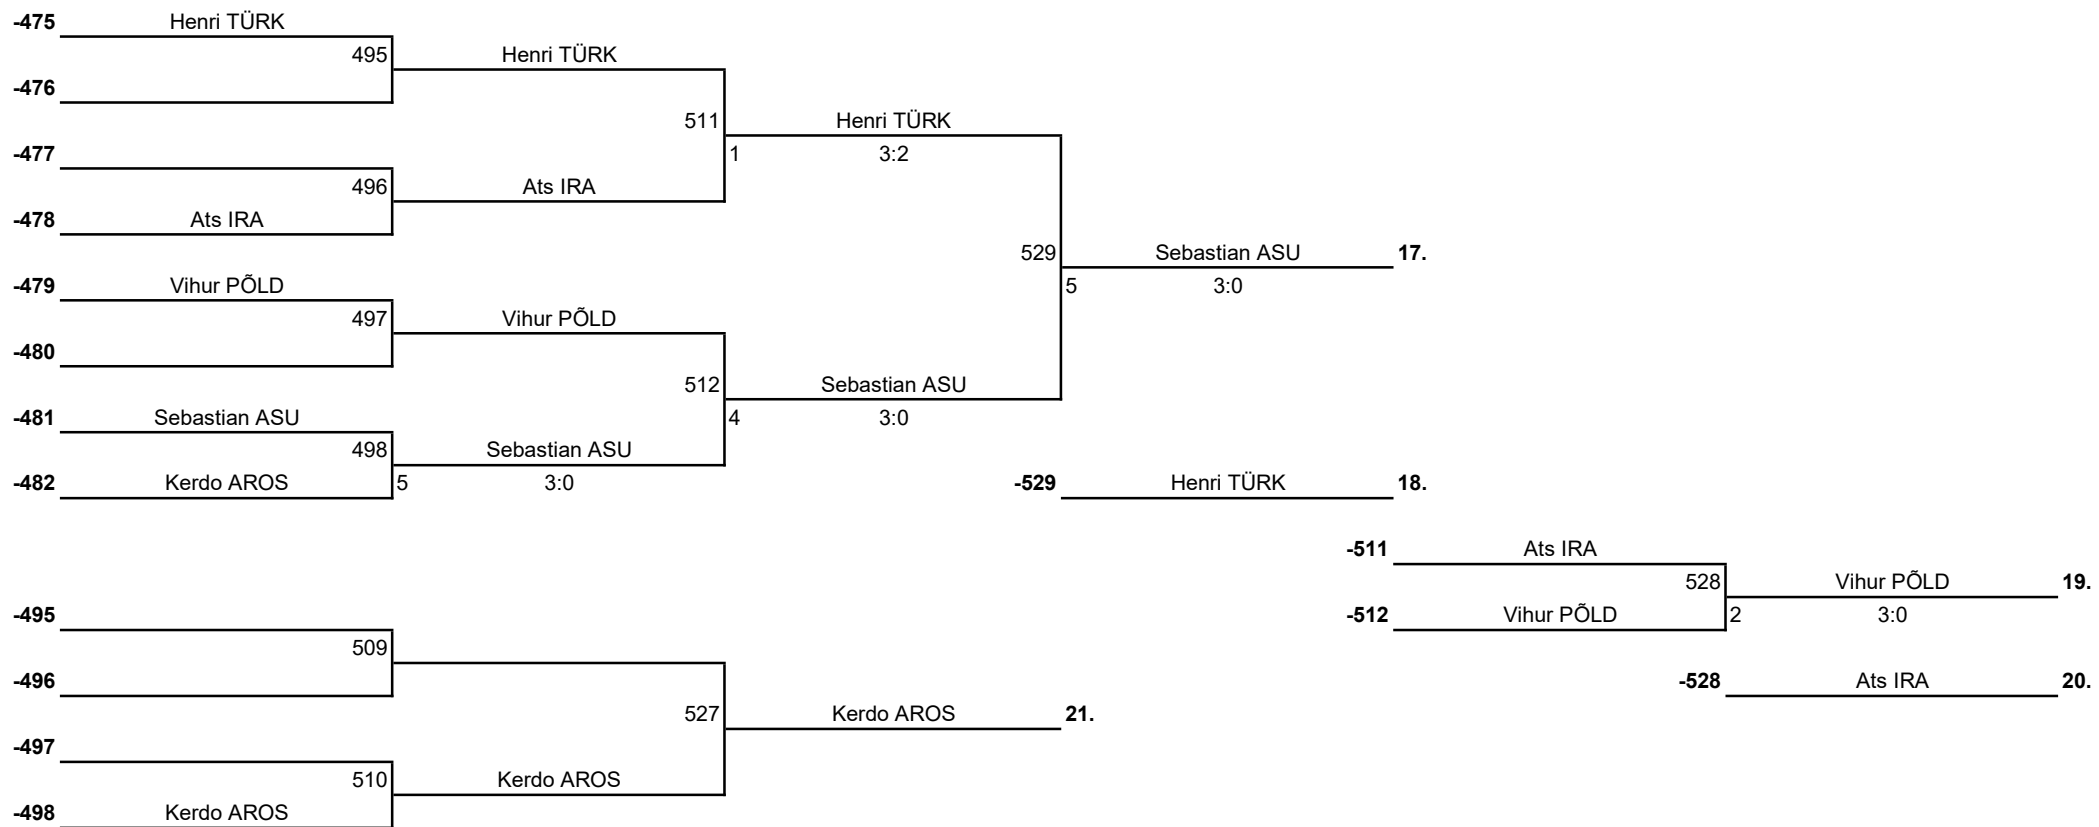 -475 Henri TÜRK
495 Henri TÜRK
-476
511 Henri TÜRK
-477
1 3:2
496 Ats IRA
-478 Ats IRA
529 Sebastian ASU 17.
-479 Vihur PÕLD
5 3:0
497 Vihur PÕLD
-480
512 Sebastian ASU
-481 Sebastian ASU
4 3:0
498 Sebastian ASU
-482 Kerdo AROS
5 3:0
-529 Henri TÜRK 18.
-511 Ats IRA
528 Vihur PÕLD 19.
-495
-512 Vihur PÕLD
2 3:0
509
-496
-528 Ats IRA 20.
527 Kerdo AROS 21.
-497
510 Kerdo AROS
-498 Kerdo AROS